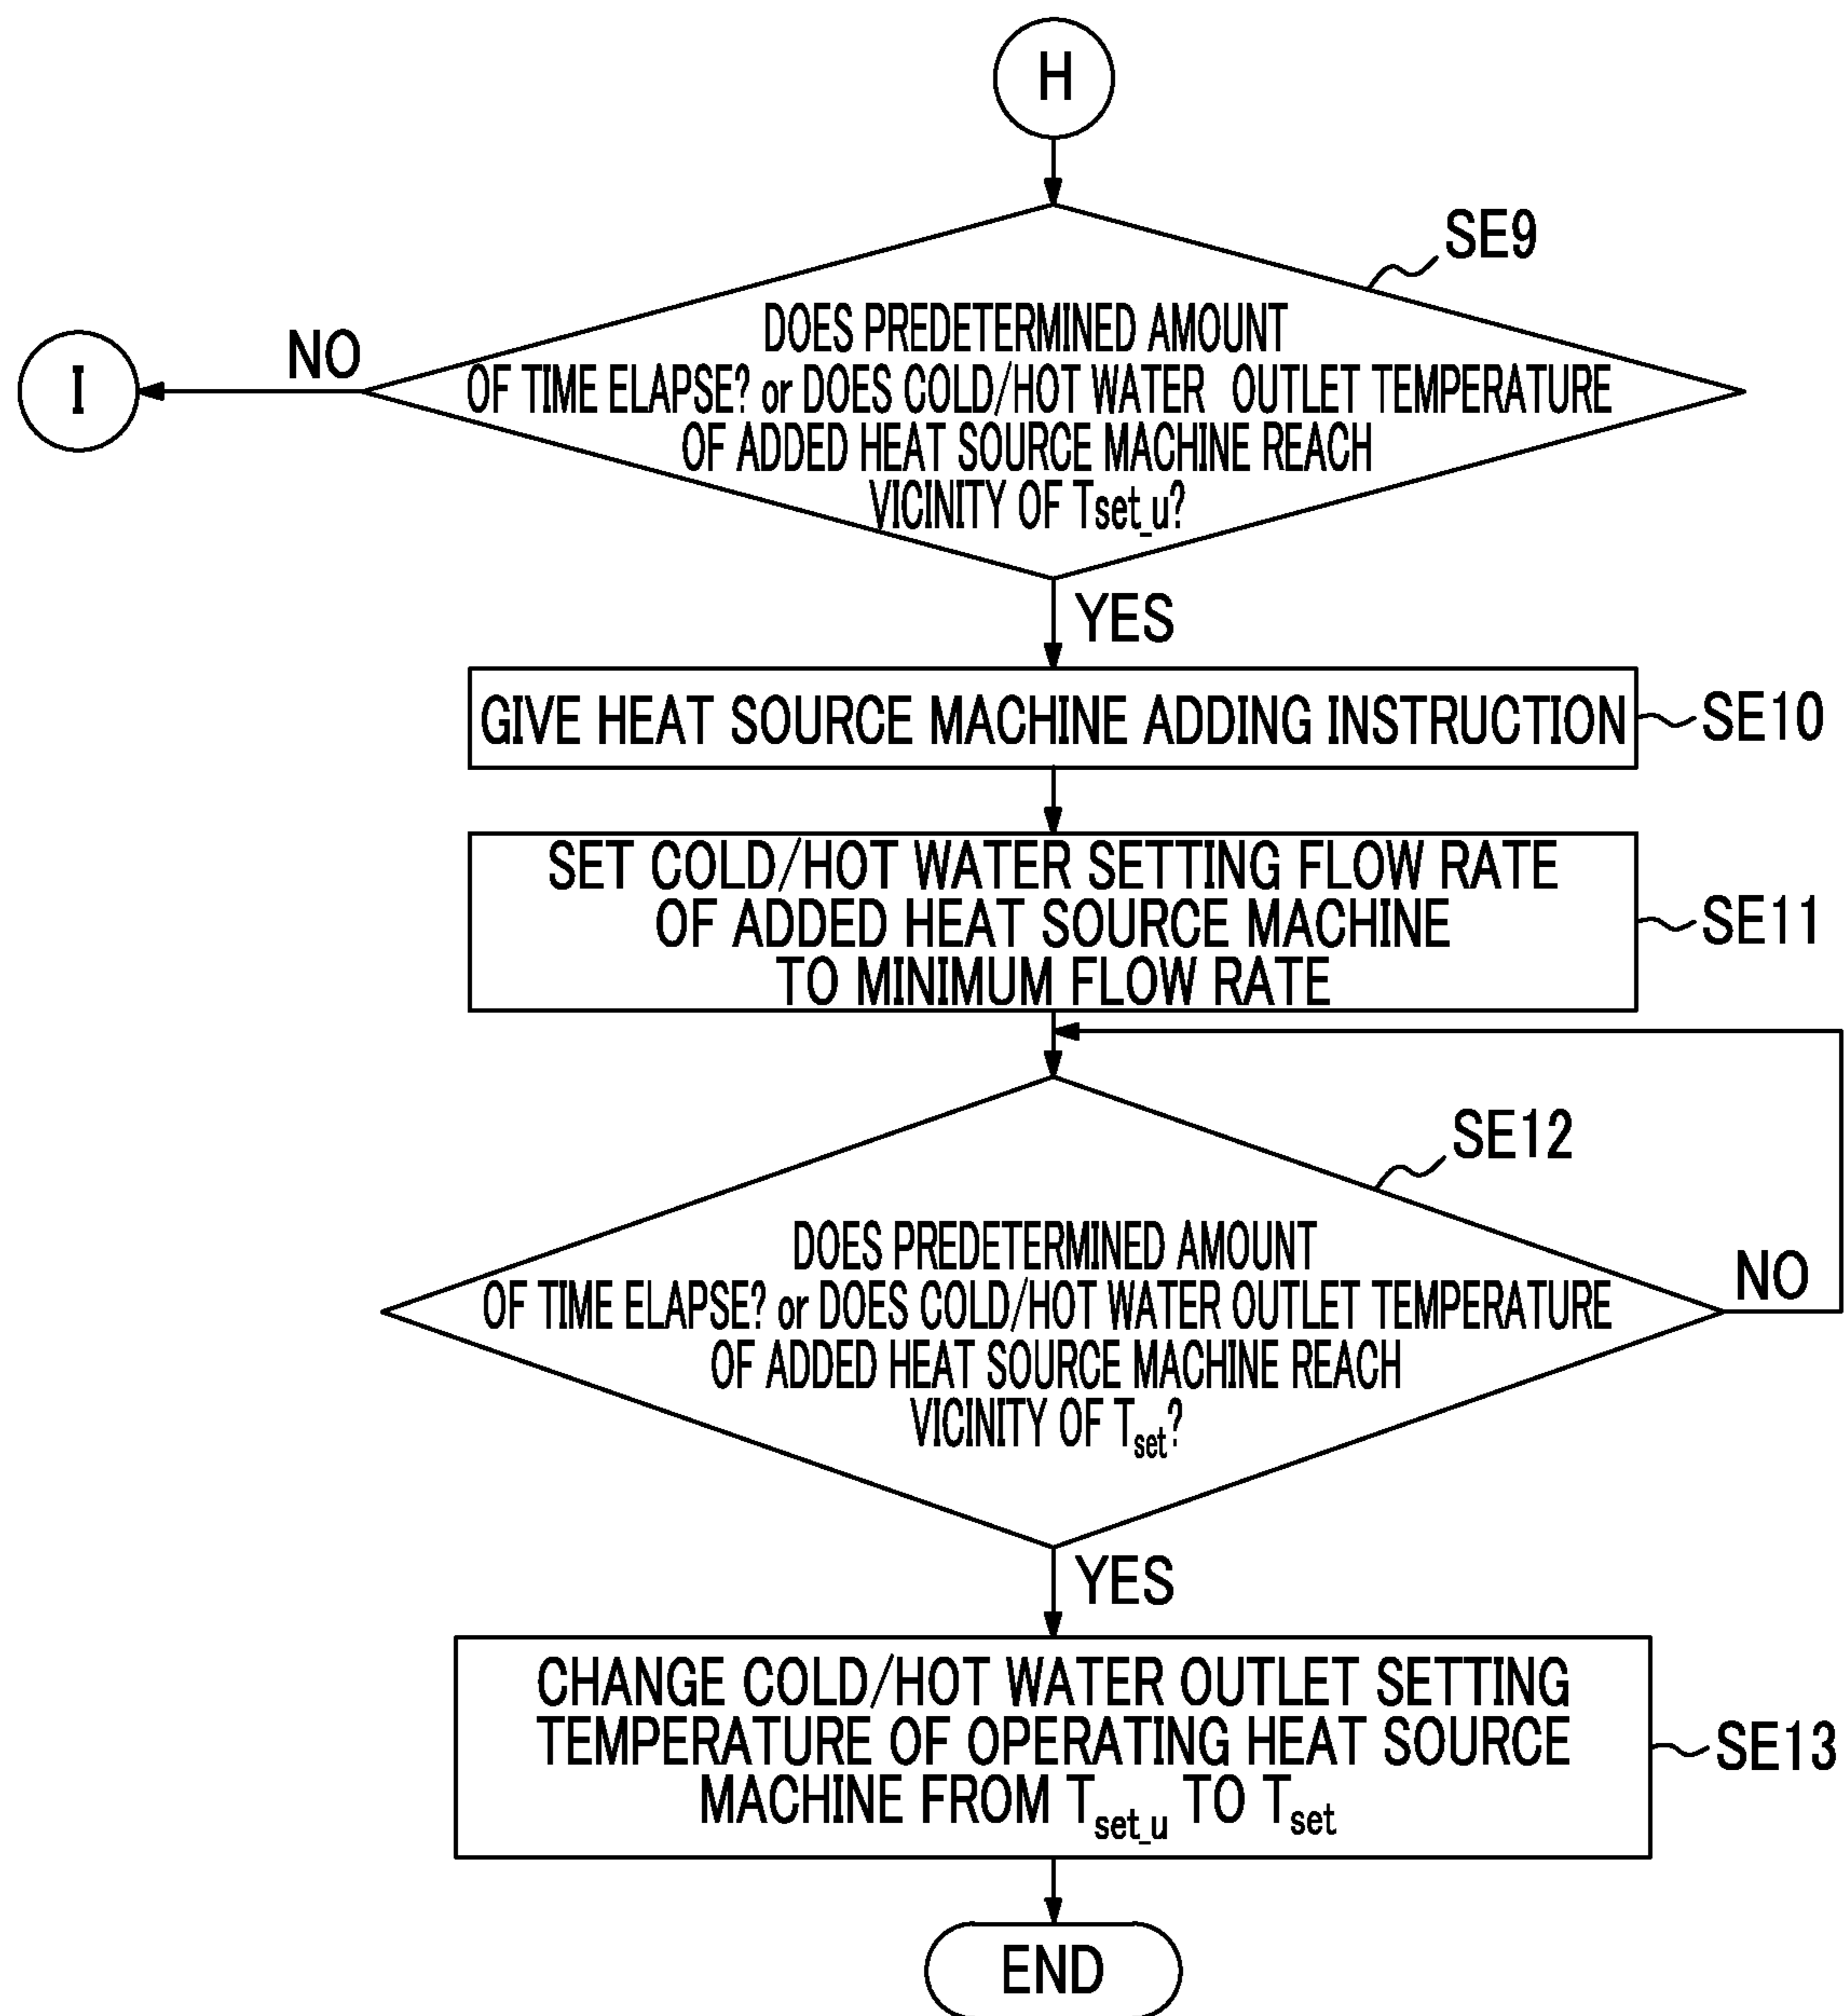 H
SE9
DOES PREDETERMINED AMOUNT
OF TIME ELAPSE? or DOES COLD/HOT WATER OUTLET TEMPERATURE
OF ADDED HEAT SOURCE MACHINE REACH
VICINITY OF Tset_u?
NO
I
YES
GIVE HEAT SOURCE MACHINE ADDING INSTRUCTION
SE10
SET COLD/HOT WATER SETTING FLOW RATE
OF ADDED HEAT SOURCE MACHINE
TO MINIMUM FLOW RATE
SE11
SE12
DOES PREDETERMINED AMOUNT
OF TIME ELAPSE? or DOES COLD/HOT WATER OUTLET TEMPERATURE
OF ADDED HEAT SOURCE MACHINE REACH
VICINITY OF Tset?
NO
YES
CHANGE COLD/HOT WATER OUTLET SETTING
TEMPERATURE OF OPERATING HEAT SOURCE
MACHINE FROM Tset_u TO Tset
SE13
END